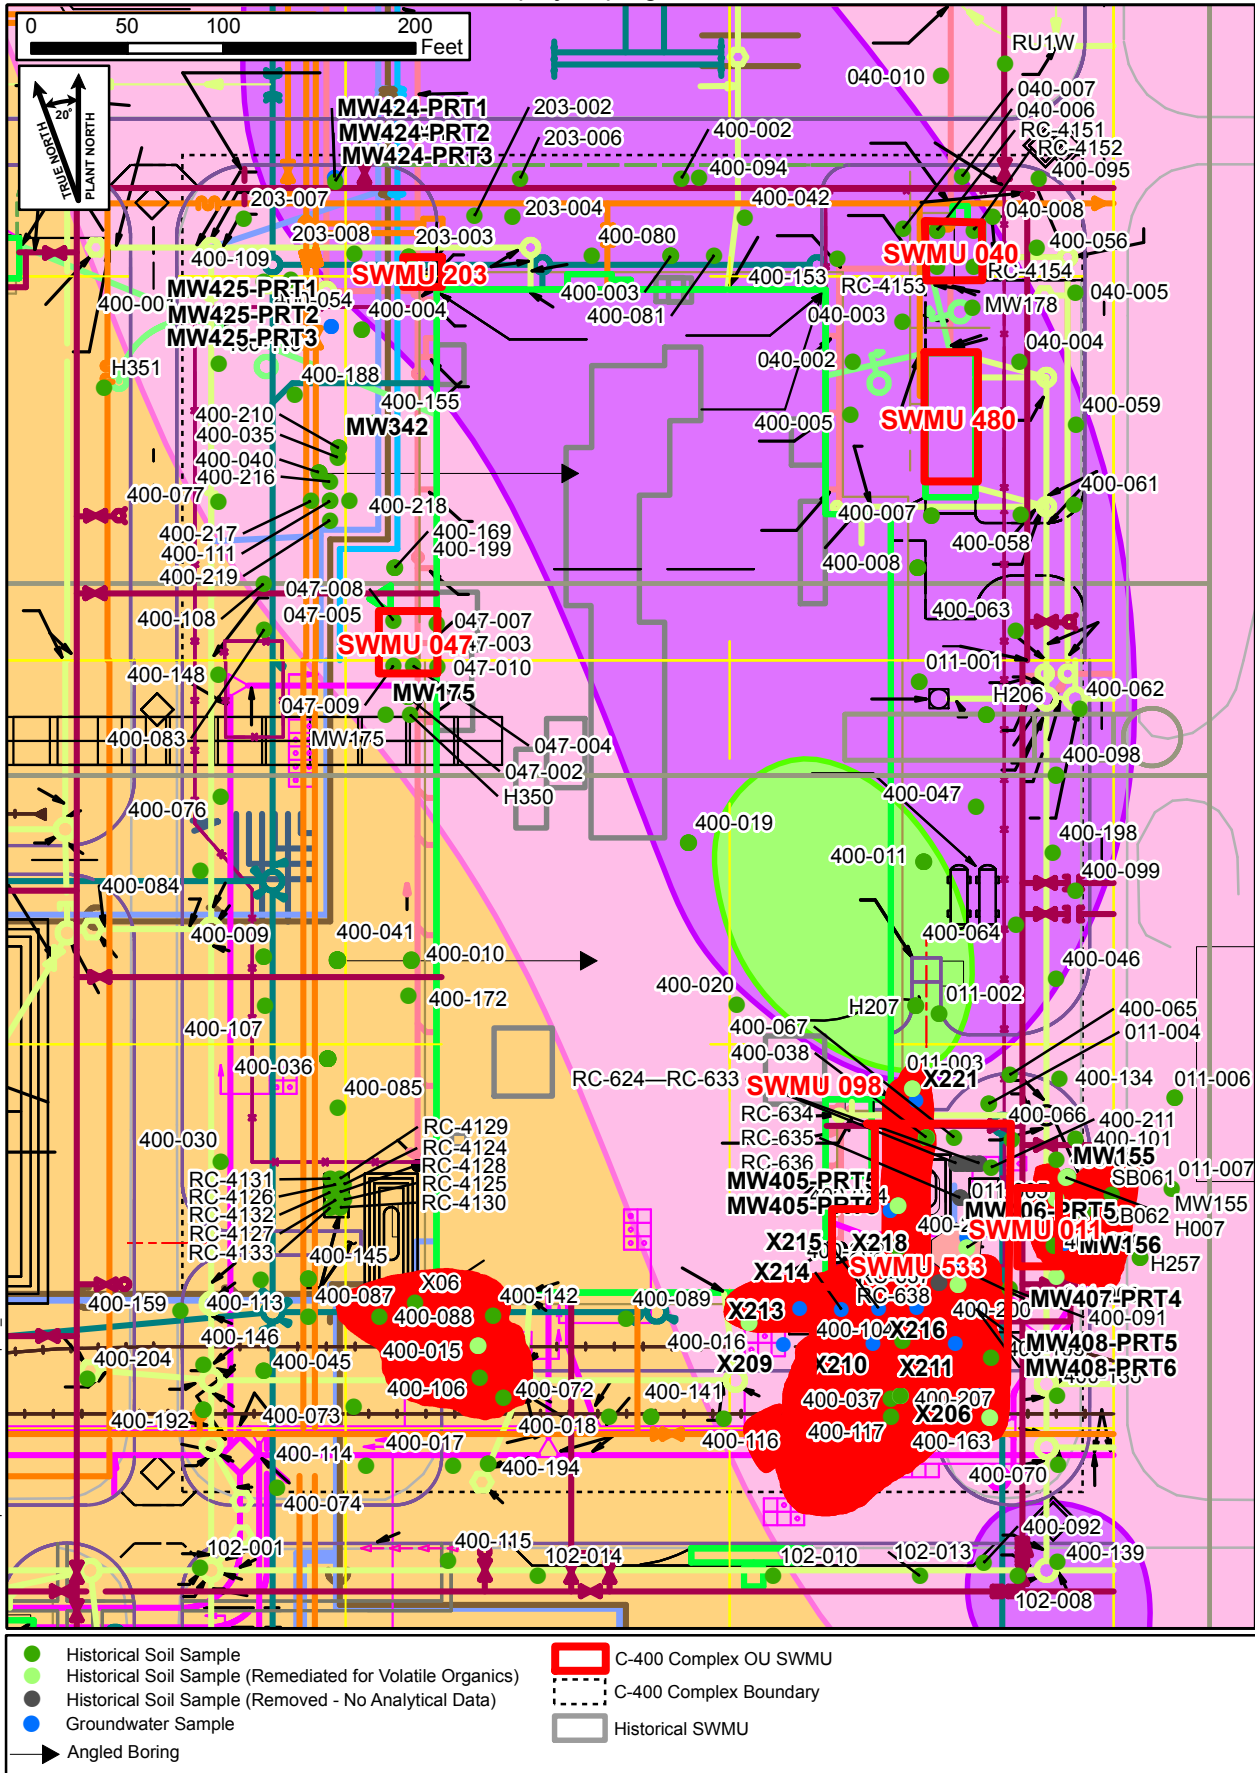 0 50 100 200
Feet
20°
TRUE NORTH
PLANT NORTH
RU1W
040-010
040-007
040-006
RC-4151
RC-4152
MW424-PRT1
MW424-PRT2
MW424-PRT3
203-002
203-006
400-002
400-094
400-095
203-007
203-004
400-042
040-008
203-008
203-003
400-080
400-056
400-109
SWMU 203
SWMU 040
400-153
RC-4154
RC-4153
MW425-PRT1
MW425-PRT2
MW425-PRT3
400-004
400-003
400-081
040-003
MW178
040-005
040-004
H351
040-002
400-188
400-155
400-210
400-035
MW342
400-005
SWMU 480
400-059
400-040
400-216
400-077
400-218
400-007
400-061
400-217
400-111
400-219
400-169
400-199
400-008
400-058
047-008
047-005
400-108
047-007
400-063
SWMU 047
047-010
400-148
MW175
011-001
H206
400-062
047-009
400-083
MW175
047-004
047-002
H350
400-098
400-076
400-047
400-019
400-198
400-011
400-099
400-084
400-009
400-041
400-010
400-064
400-046
400-172
400-020
H207
011-002
400-107
400-067
400-065
011-004
400-036
400-038
011-003
RC-624—RC-633
SWMU 098
X221
400-134
011-006
400-085
RC-634
400-066
400-211
400-101
400-030
RC-4129
RC-4124
RC-4128
RC-4125
RC-4130
RC-635
RC-636
RC-4131
RC-4126
RC-4132
RC-4127
RC-4133
MW155
SB061
011-007
MW405-PRT5
MW155
H007
SWMU 011
400-145
X215
X218
MW156
H257
X214
SWMU 533
X06
RC-638
MW407-PRT4
400-159
400-113
400-087
400-088
400-142
400-089
X213
400-091
400-146
400-016
400-104
X216
MW408-PRT5
MW408-PRT6
400-204
400-045
400-015
X209
X210
X211
400-106
400-072
400-141
400-037
400-207
400-192
400-073
400-018
400-117
X206
400-114
400-017
400-194
400-116
400-163
400-070
400-074
102-001
400-115
102-014
102-010
102-013
400-092
400-139
102-008
Historical Soil Sample
Historical Soil Sample (Remediated for Volatile Organics)
Historical Soil Sample (Removed - No Analytical Data)
Groundwater Sample
Angled Boring
C-400 Complex OU SWMU
C-400 Complex Boundary
Historical SWMU